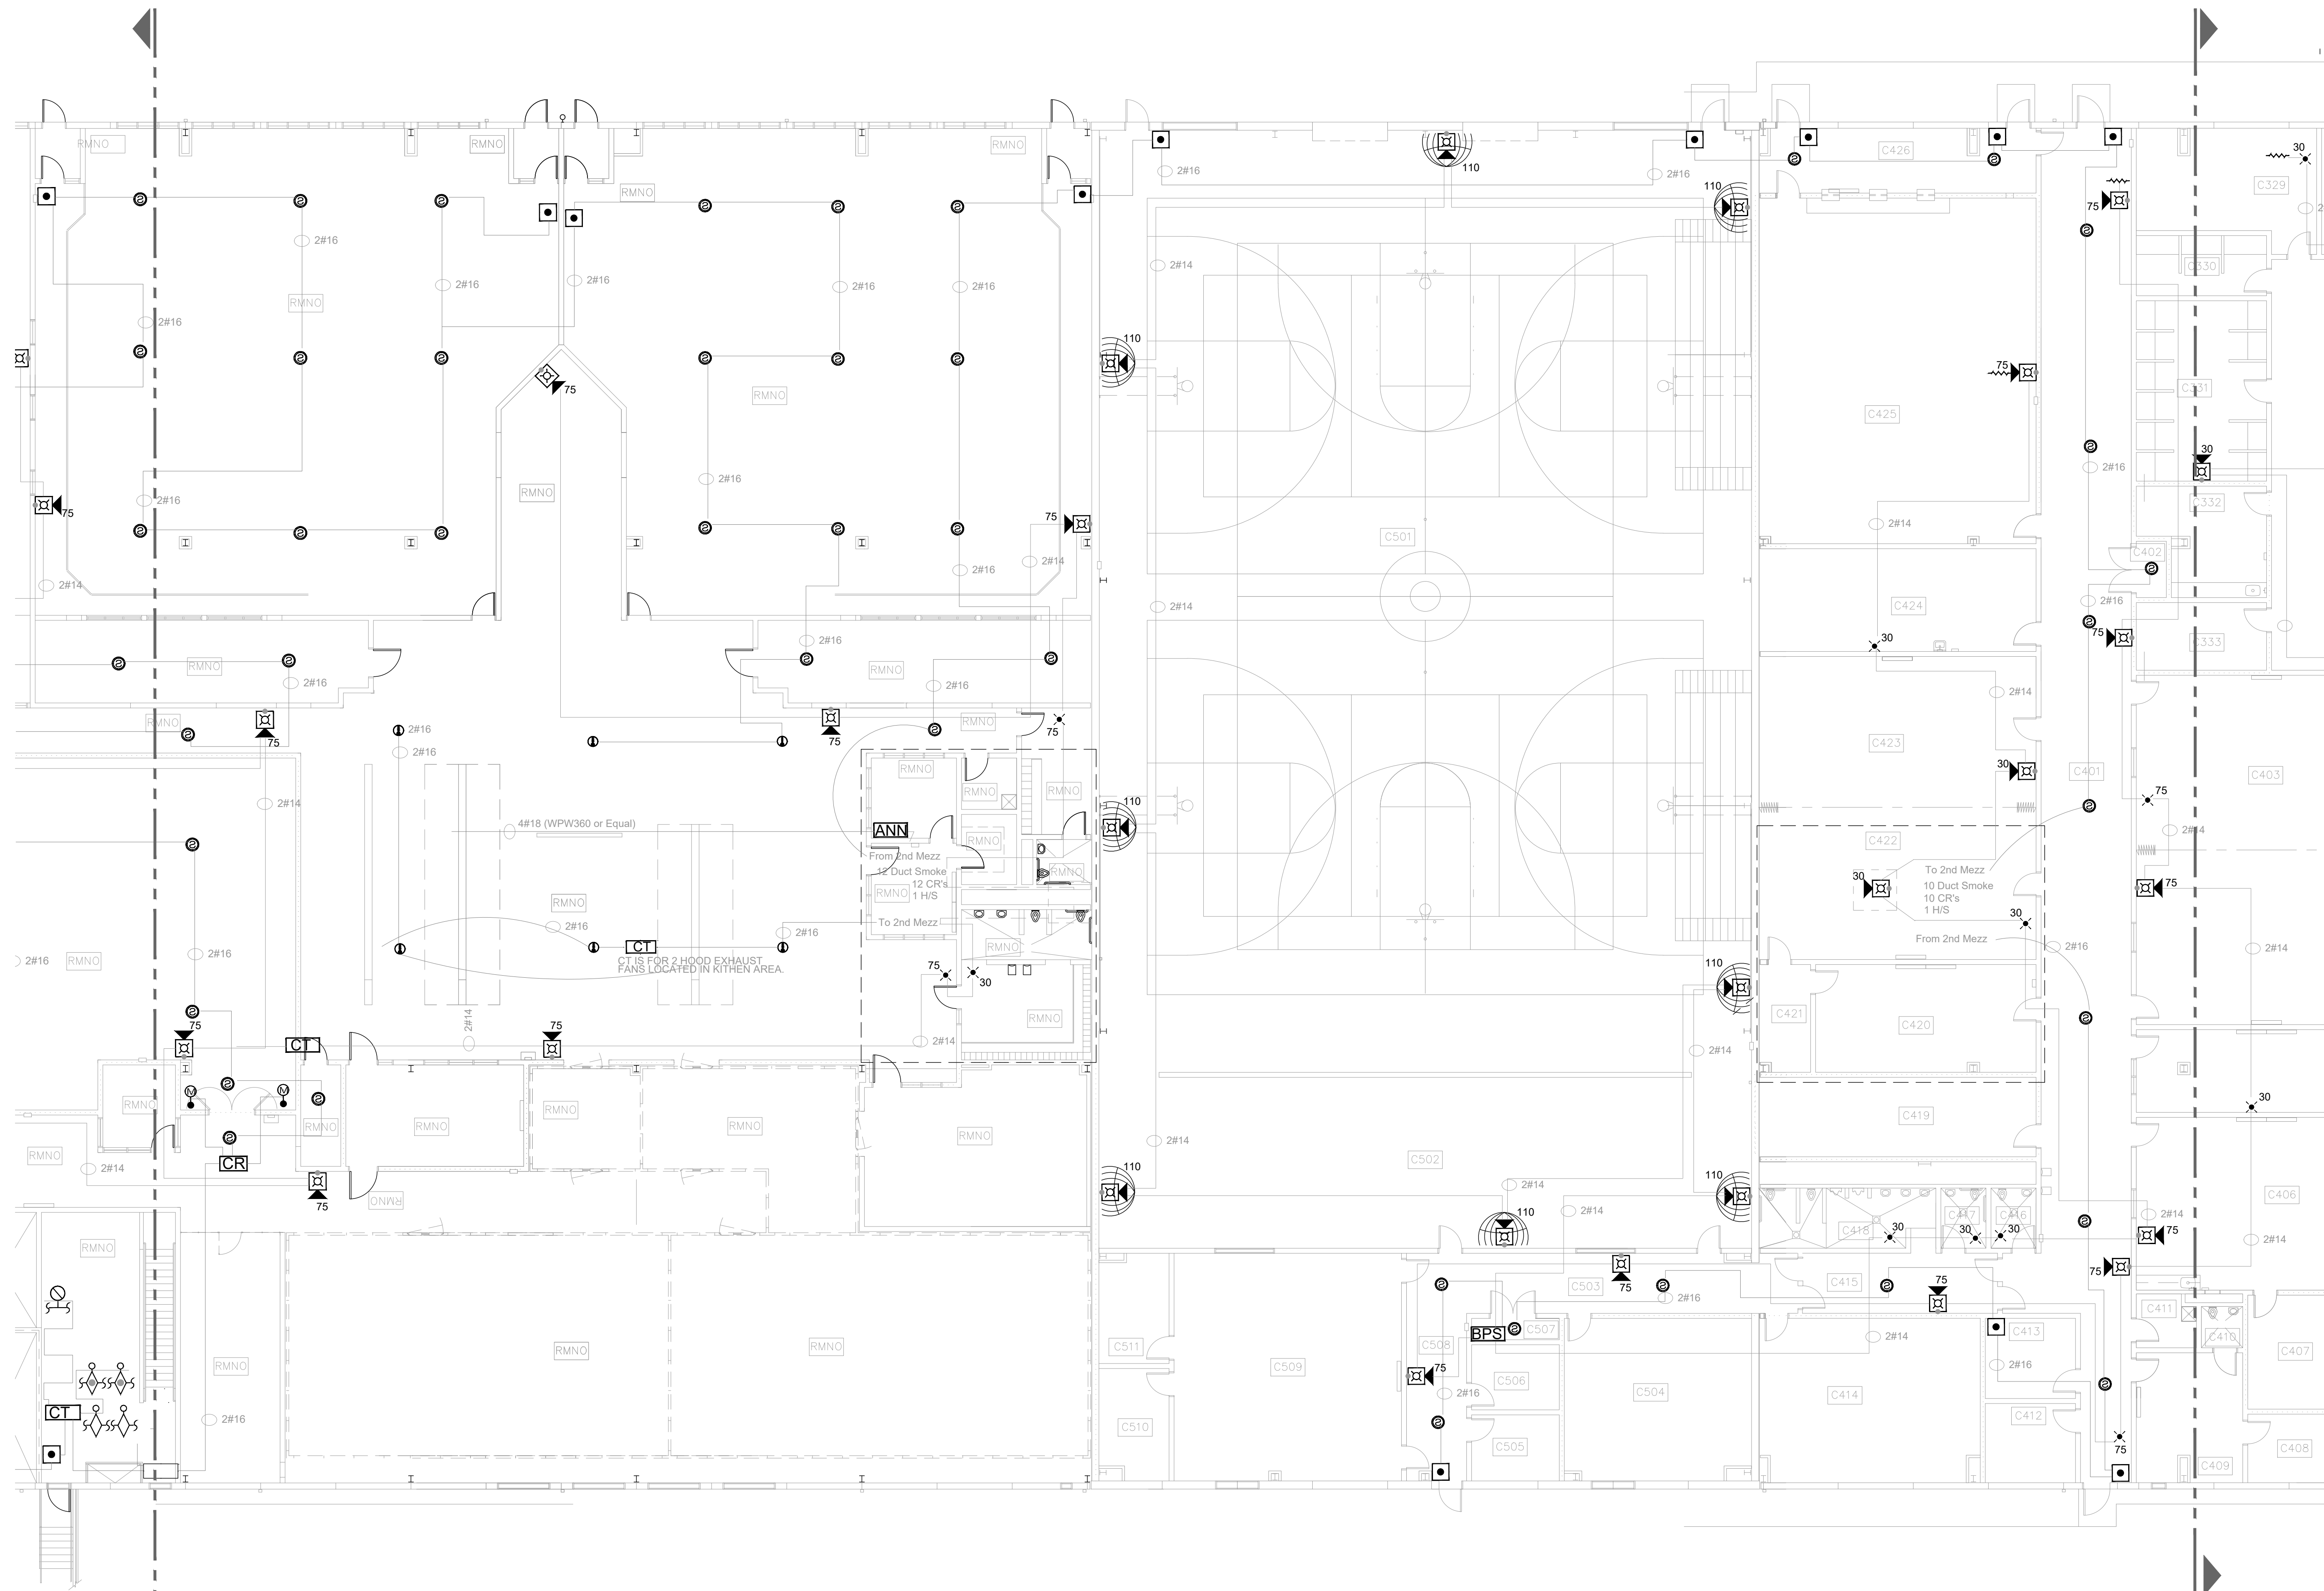 RMNO
RMNO
RMNO
RMNO
2#16
2#16
110
110
C426
30
C329
2#16
2#16
2#16
2#16
2#16
2#14
75
C330
RMNO
2#16
110
75
RMNO
75
C331
C425
30
RMNO
2#16
2#16
75
75
C501
2#14
2#16
C332
2#14
2#16
2#14
C402
2#14
C424
2#16
30
75
C333
RMNO
2#16
2#16
RMNO
2#16
2#14
RMNO
2#16
2#16
75
75
RMNO
75
C423
30
C401
C403
RMNO
RMNO
RMNO
75
2#14
110
4#18 (WPW360 or Equal)
ANN
RMNO
2#14
C422
From 2nd Mezz
12 Duct Smoke
12 CR's
1 H/S
RMNO
RMNO
To 2nd Mezz
10 Duct Smoke
10 CR's
1 H/S
30
75
RMNO
To 2nd Mezz
2#16
2#16
30
From 2nd Mezz
2#16
2#16
RMNO
2#16
CT
RMNO
2#14
CT IS FOR 2 HOOD EXHAUST
FANS LOCATED IN KITHEN AREA.
75
30
110
RMNO
C421
C420
75
CT
75
2#14
2#14
2#14
M
M
RMNO
RMNO
RMNO
RMNO
RMNO
RMNO
C419
30
RMNO
2#14
CR
2#14
C502
75
RMNO
110
110
2#14
2#14
110
C418
C417
C416
30
30
30
2#14
75
C406
2#14
RMNO
C503
75
C415
75
75
2#16
C411
C410
RMNO
RMNO
RMNO
C511
C509
C508
BPS
C507
2#14
C413
C407
75
2#16
C506
C504
C414
2#16
CT
2#16
C510
C505
C412
75
C409
C408